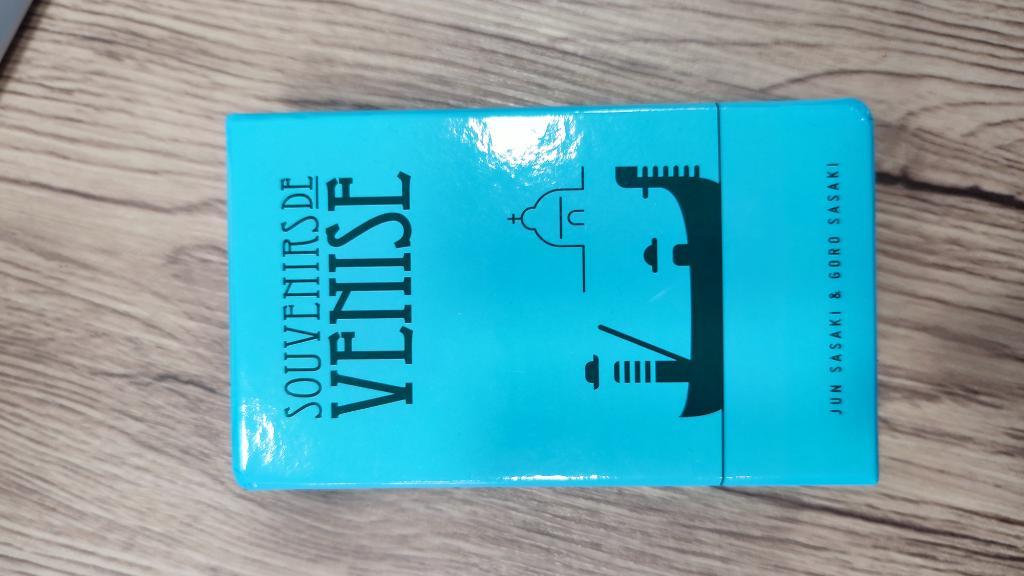 SOUVENIRS DE
VENISE
JUN SASAKI & GORO SASAKI